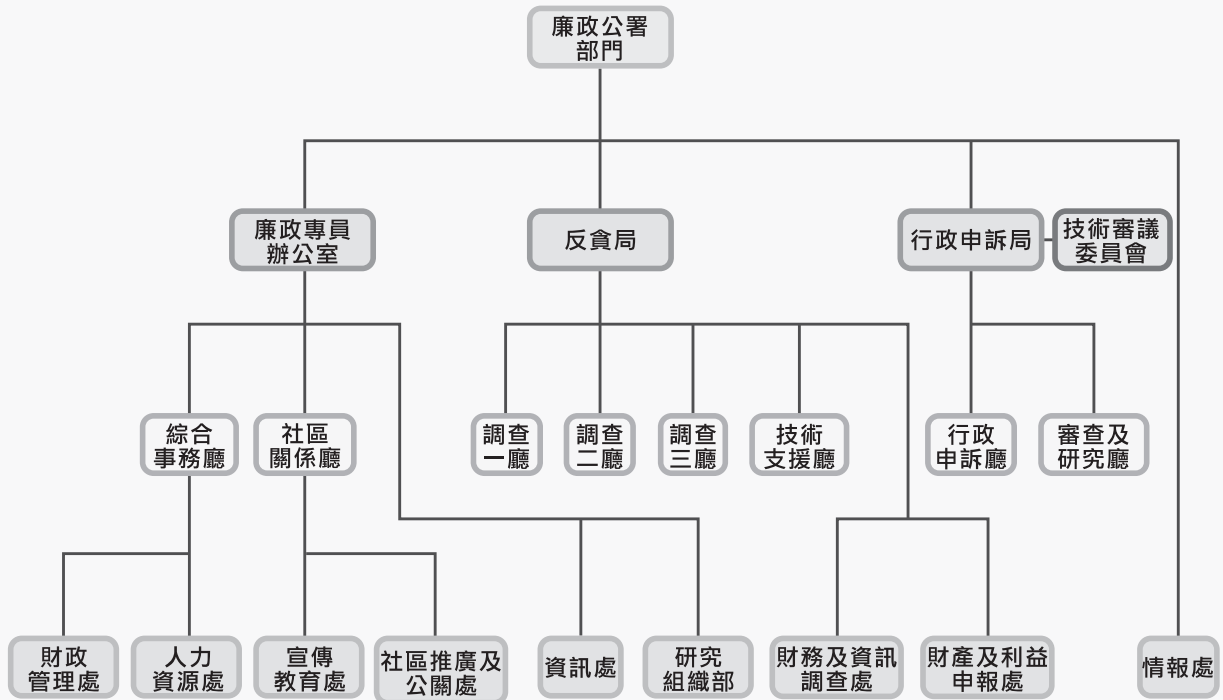 廉政公署
部門
廉政專員
辦公室
反貪局
行政申訴局
技術審議
委員會
綜合
事務廳
社區
關係廳
調查
一廳
調查
二廳
調查
三廳
技術
支援廳
行政
申訴廳
審查及
研究廳
財政
管理處
人力
資源處
宣傳
教育處
社區推廣及
公關處
資訊處
研究
組織部
財務及資訊
調查處
財產及利益
申報處
情報處